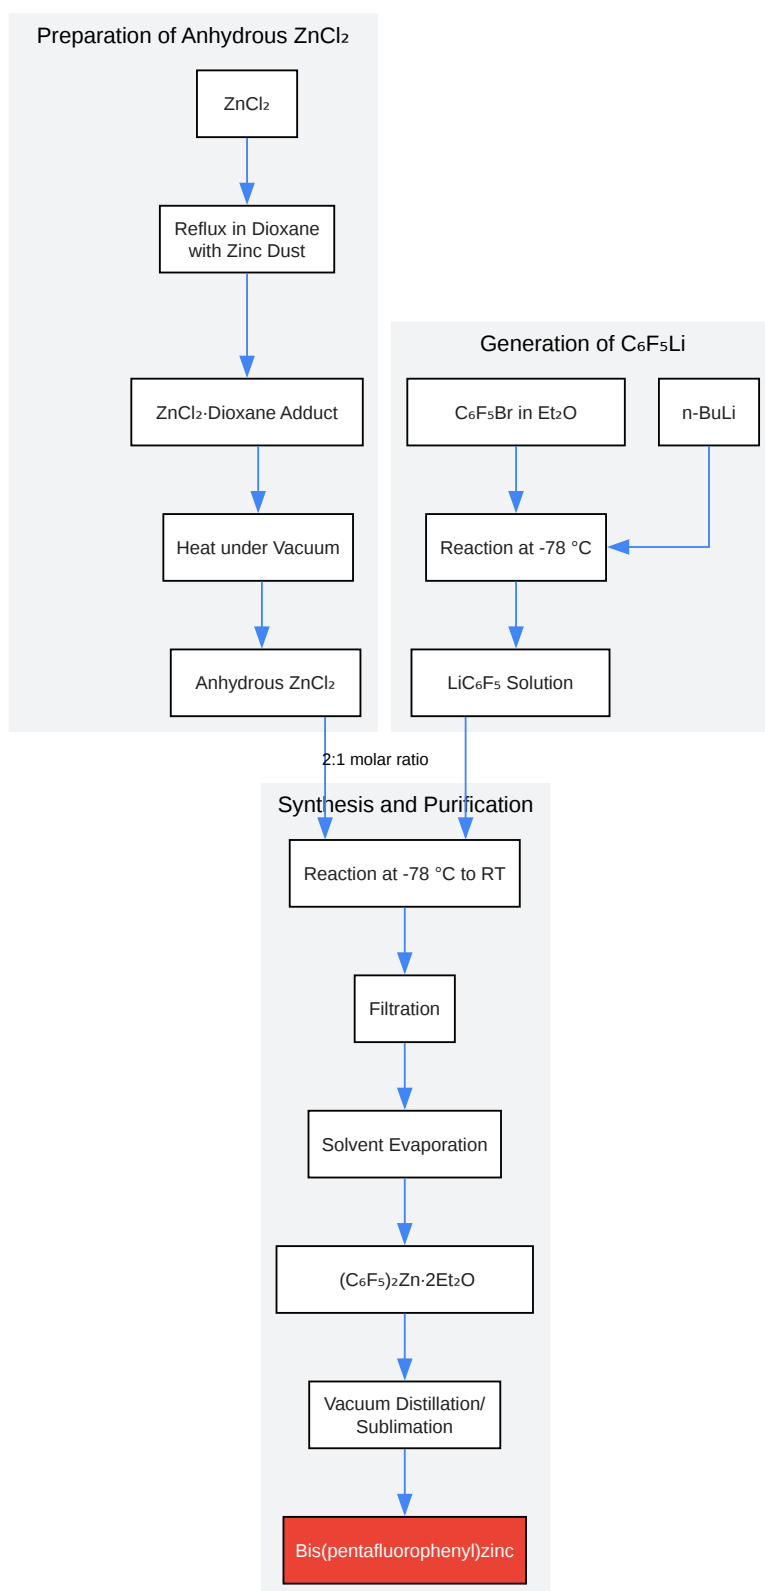 Preparation of Anhydrous ZnCl₂
ZnCl₂
Reflux in Dioxane
with Zinc Dust
ZnCl₂·Dioxane Adduct
Heat under Vacuum
Anhydrous ZnCl₂
Generation of C₆F₅Li
C₆F₅Br in Et₂O
n-BuLi
Reaction at -78 °C
LiC₆F₅ Solution
2:1 molar ratio
Synthesis and Purification
Reaction at -78 °C to RT
Filtration
Solvent Evaporation
(C₆F₅)₂Zn·2Et₂O
Vacuum Distillation/
Sublimation
Bis(pentafluorophenyl)zinc